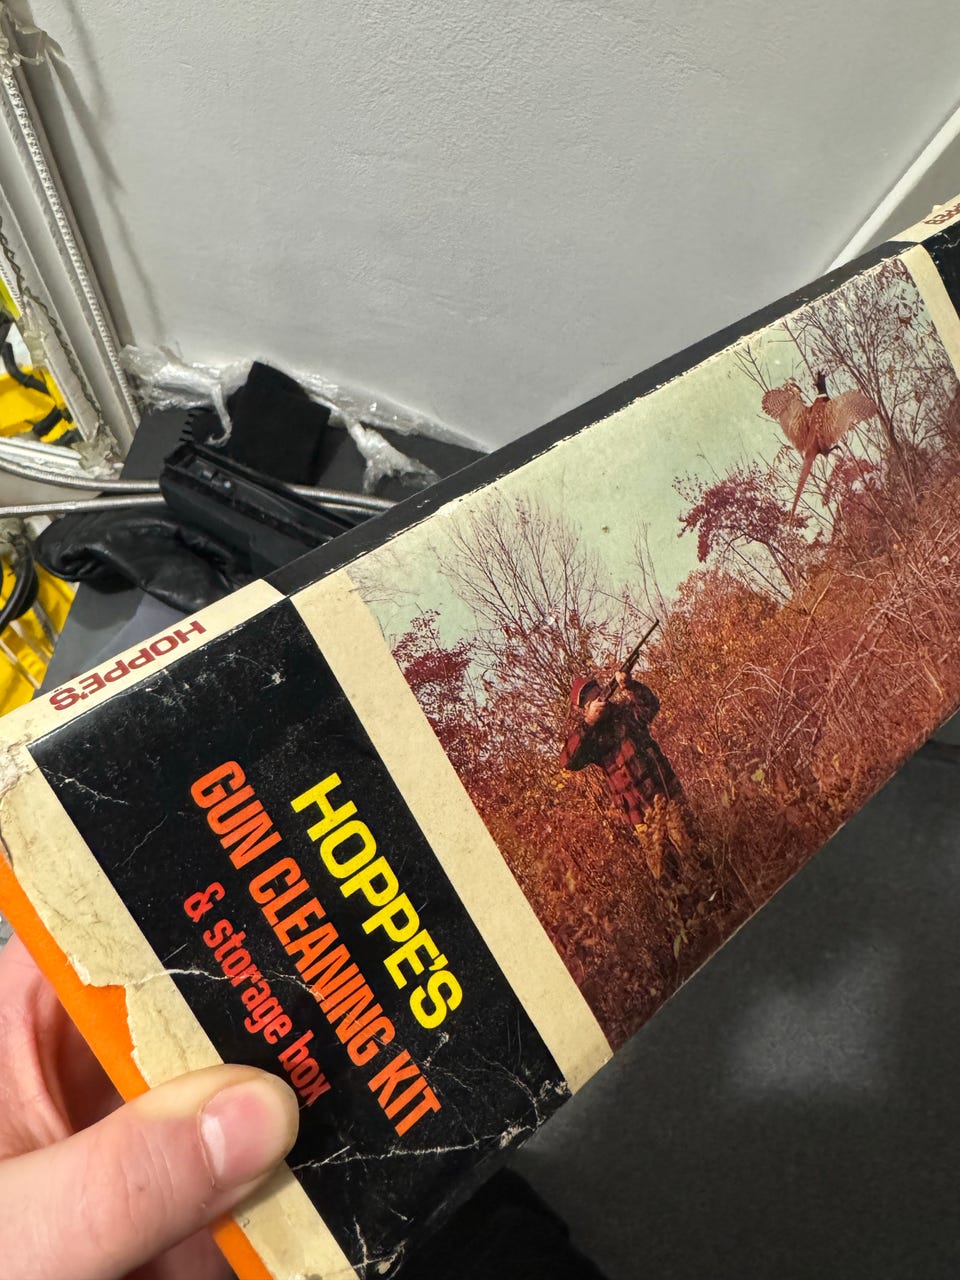 HOPPE'S
HOPPE'S
GUN CLEANING KIT
& storage box